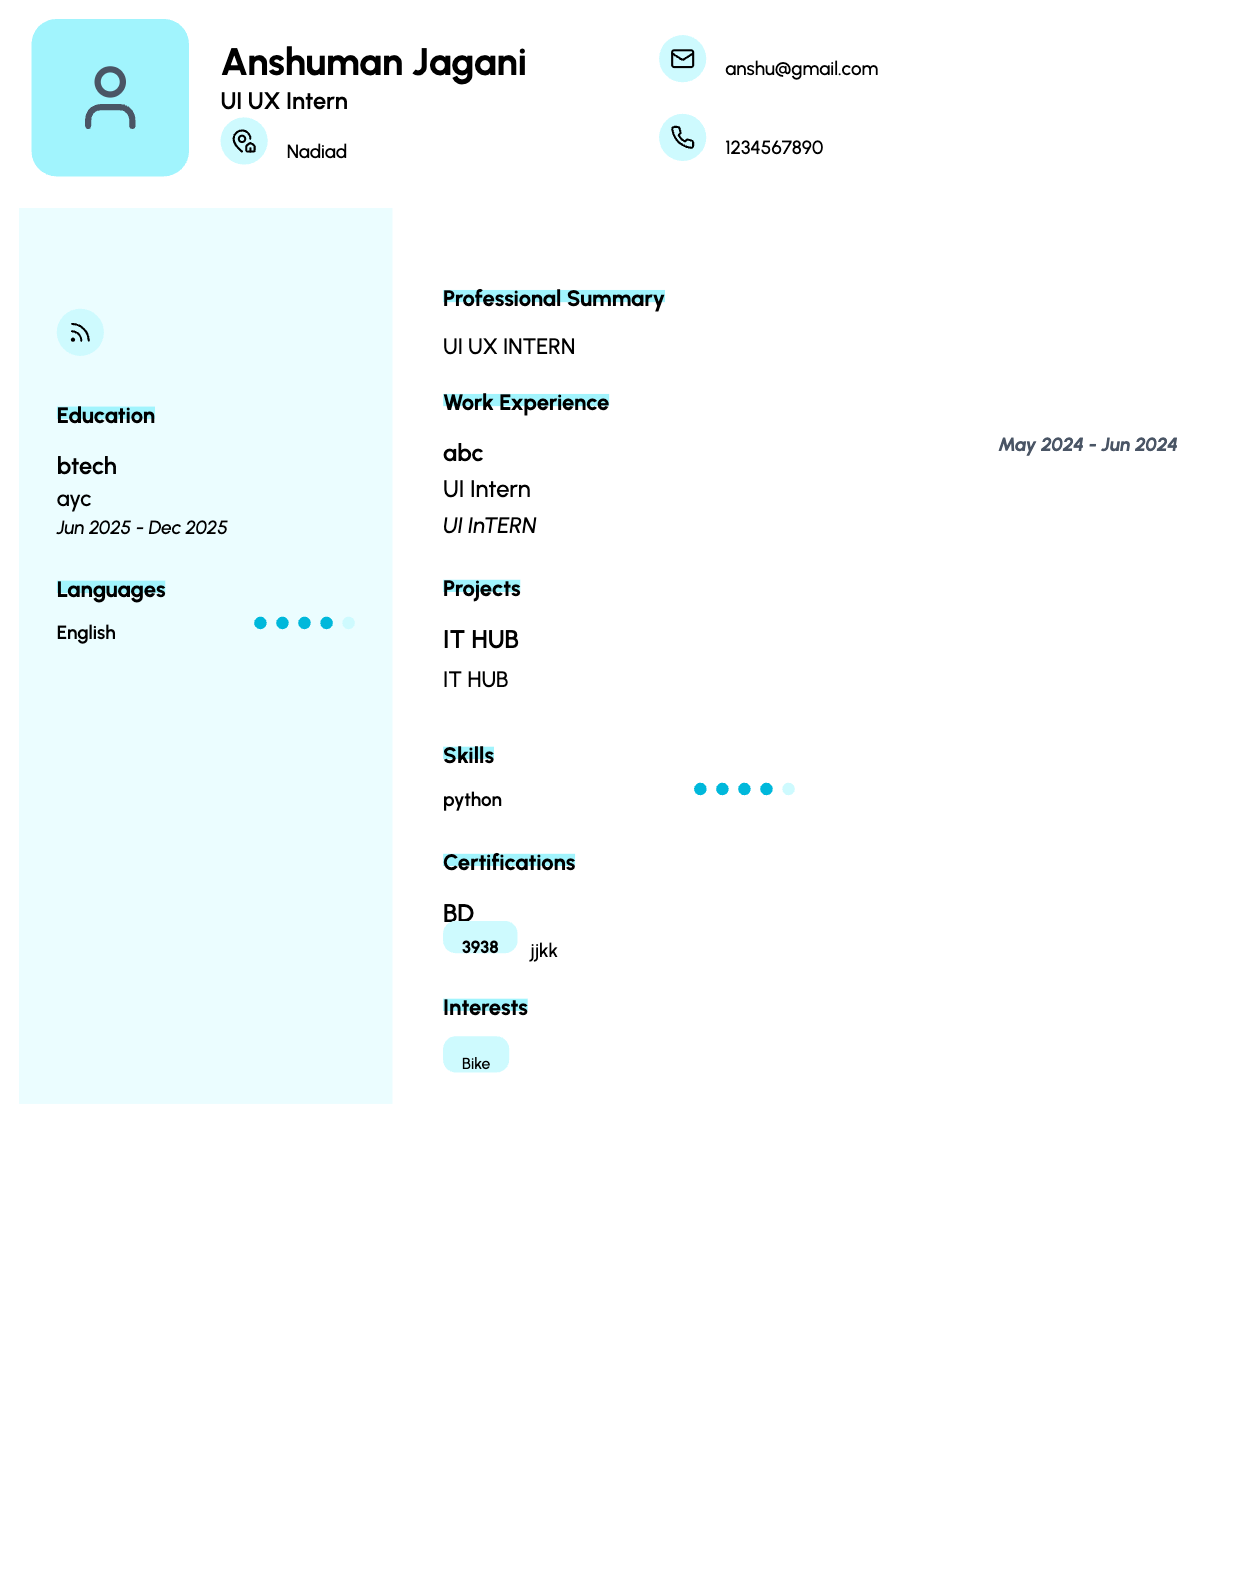 Anshuman Jagani
UI UX Intern
Nadiad
anshu@gmail.com
1234567890
Education
btech
ayc
Jun 2025 - Dec 2025
Languages
English
Professional Summary
UI UX INTERN
Work Experience
abc
May 2024 - Jun 2024
UI Intern
UI InTERN
Projects
IT HUB
IT HUB
Skills
python
Certifications
BD
3938 jjkk
Interests
Bike